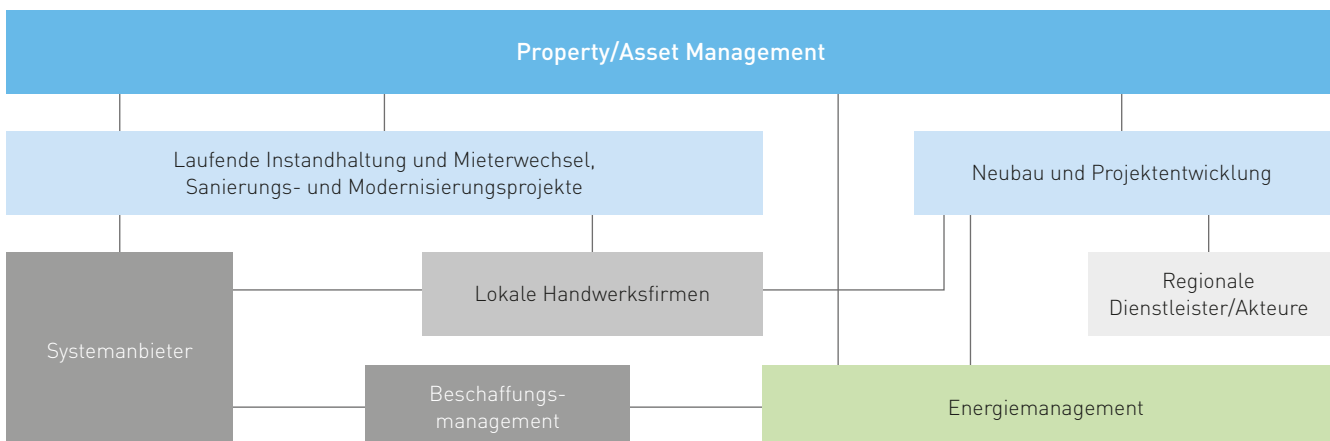 Property/Asset Management
Laufende Instandhaltung und Mieterwechsel,
Sanierungs- und Modernisierungsprojekte
Neubau und Projektentwicklung
Systemanbieter
Lokale Handwerksfirmen
Regionale
Dienstleister/Akteure
Beschaffungs-
management
Energiemanagement